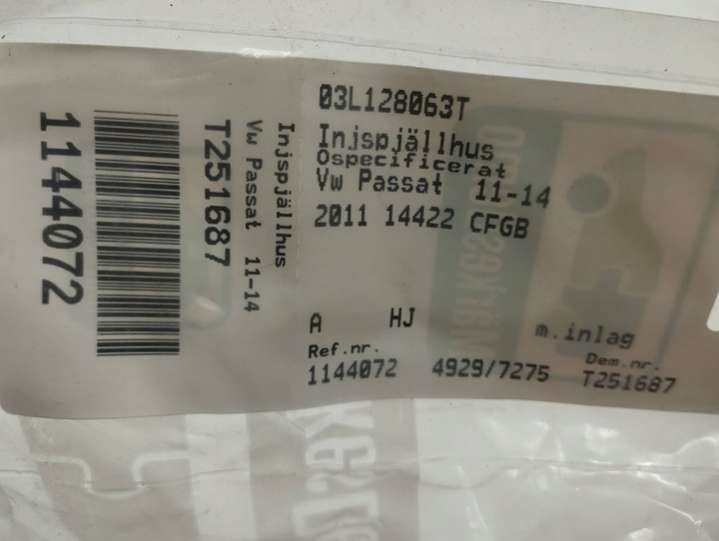 1144072
T251687
Vw Passat 11-14
Injspjällhus
03L128063T
Injspjällhus
Ospecificerat
Vw Passat 11-14
2011 14422 CFGB
A HJ m.inlag
Ref.nr. Dem.nr.
1144072 4929/7275 T251687